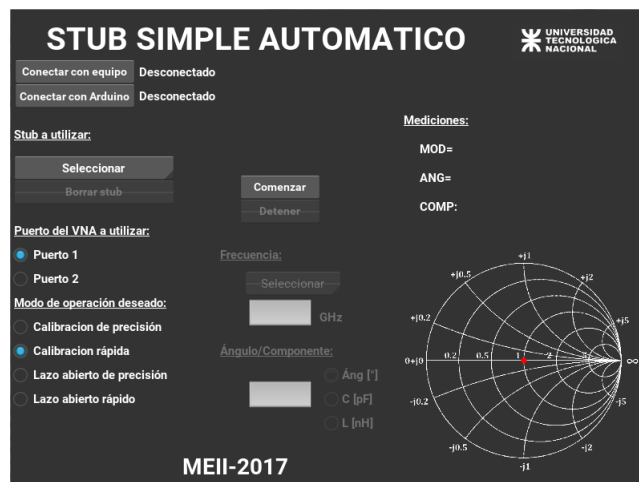 STUB SIMPLE AUTOMATICO
UNIVERSIDAD
TECNOLOGICA
NACIONAL
Conectar con equipo Desconectado
Conectar con Arduino Desconectado
Mediciones:
Stub a utilizar:
MOD=
Seleccionar
ANG=
Borrar stub
Comenzar
COMP:
Detener
Puerto del VNA a utilizar:
Puerto 1
Puerto 2
Frecuencia:
Seleccionar
GHz
Modo de operación deseado:
Calibracion de precisión
Calibracion rápida
Lazo abierto de precisión
Lazo abierto rápido
Ángulo/Componente:
Áng [°]
C [pF]
L [nH]
+j1
+j0.5
+j2
+j0.2
+j5
0+j0 0.2 0.5 1 2 ∞
-j0.2
-j5
-j0.5
-j2
-j1
MEII-2017